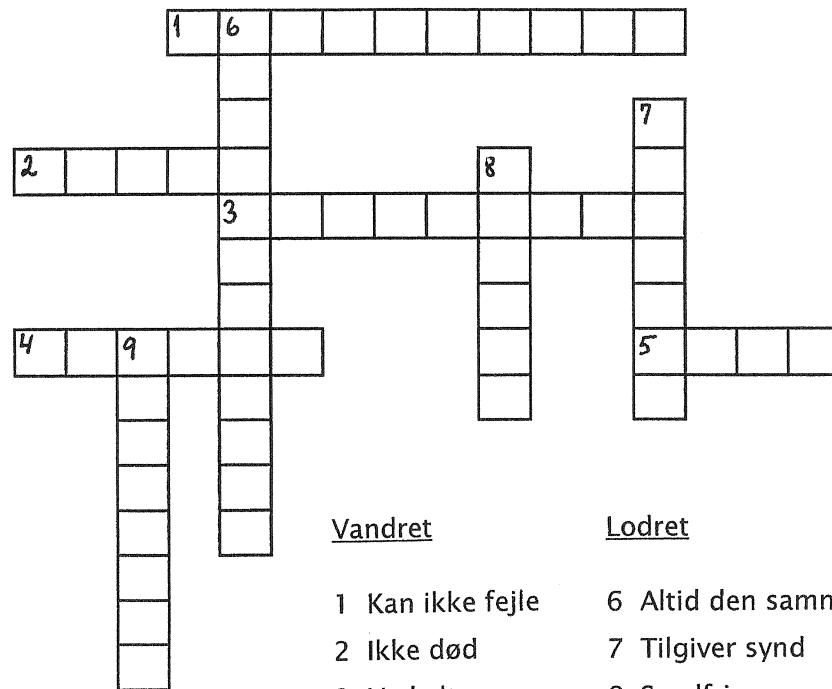 1 6
7
2 8
3
4 9 5
Vandret
1 Kan ikke fejle
2 Ikke død
Lodret
6 Altid den
7 Tilgiver synd